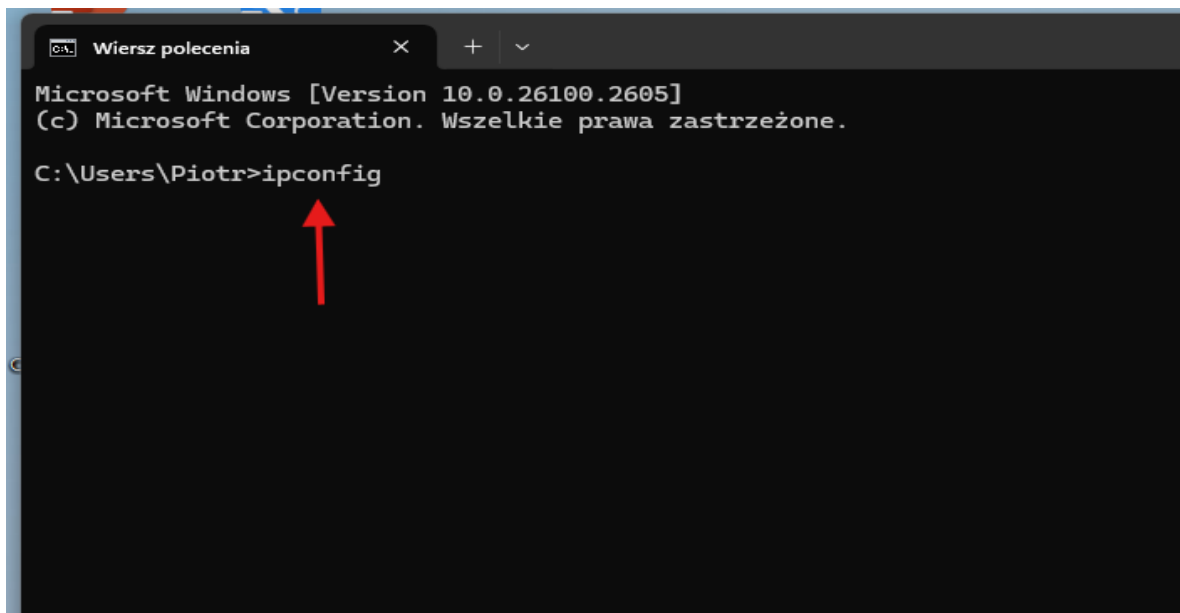 Wiersz polecenia
Microsoft Windows [Version 10.0.26100.2605]
(c) Microsoft Corporation. Wszelkie prawa zastrzeżone.
C:\Users\Piotr>ipconfig